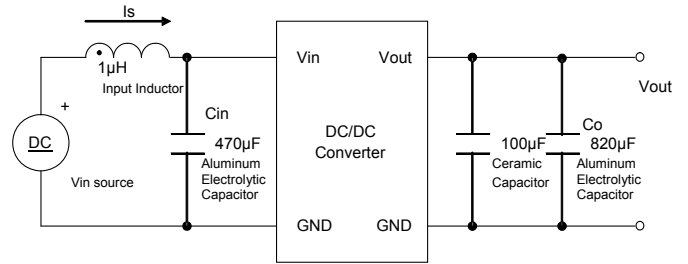 Is
1µH
Input Inductor
Vin
Vout
Vout
+
DC
Vin source
Cin
470µF
Aluminum
Electrolytic
Capacitor
DC/DC
Converter
100µF
Ceramic
Capacitor
Co
820µF
Aluminum
Electrolytic
Capacitor
GND
GND